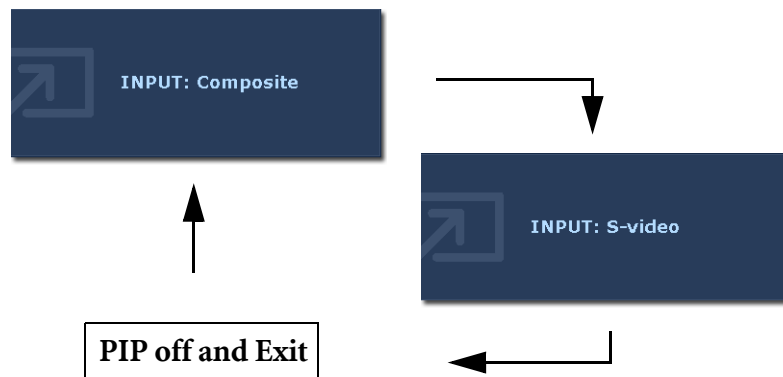 INPUT: Composite
INPUT: S-video
PIP off and Exit